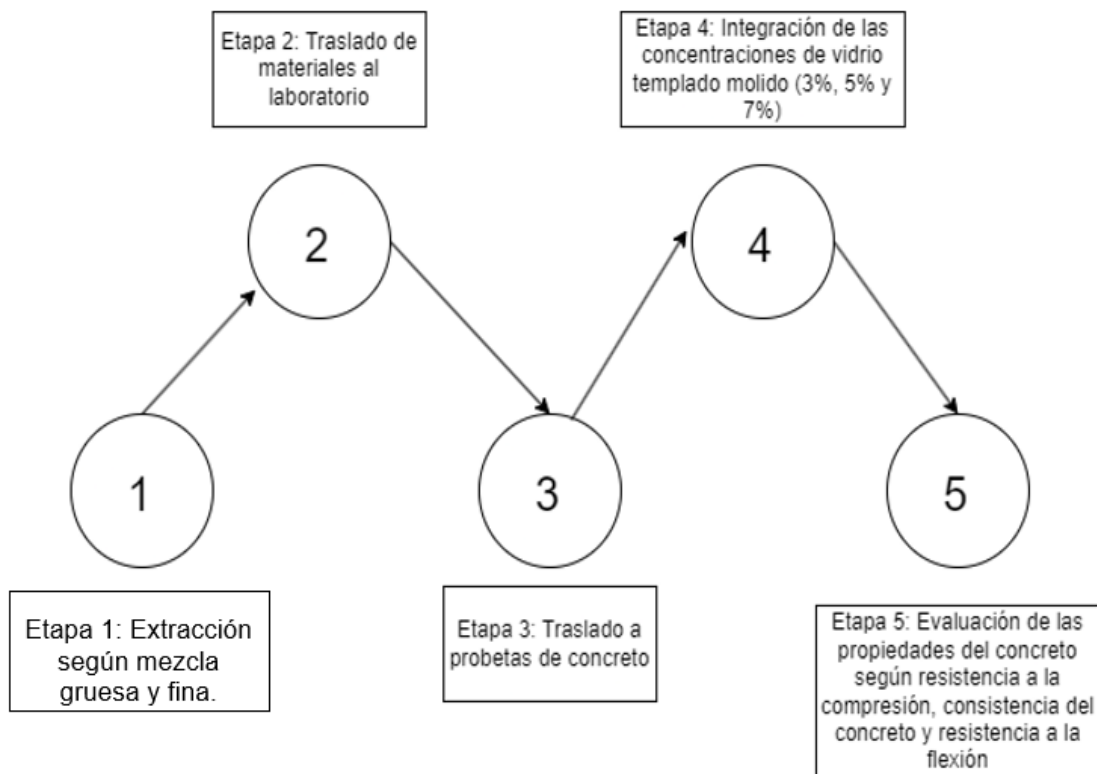 Etapa 2: Traslado de
materiales al
laboratorio
Etapa 4: Integración de las
concentraciones de vidrio
templado molido (3%, 5% y
7%)
2
4
1
3
5
Etapa 1: Extracción
según mezcla
gruesa y fina.
Etapa 3: Traslado a
probetas de concreto
Etapa 5: Evaluación de las
propiedades del concreto
según resistencia a la
compresión, consistencia del
concreto y resistencia a la
flexión